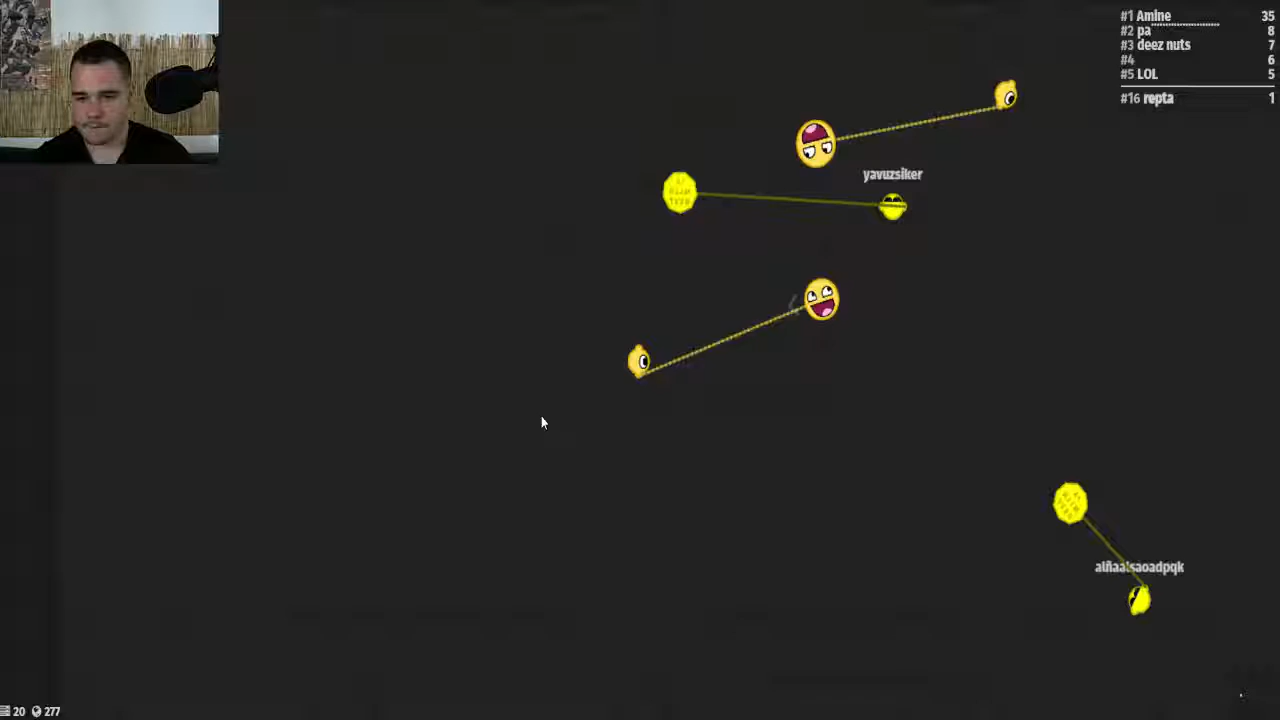 #1 Amine 35
#2 pa 8
#3 deez nuts 7
#4 6
#5 LOL 5
#16 repta 1
yavuzsiker
alñaalsaoadpqk
20 277